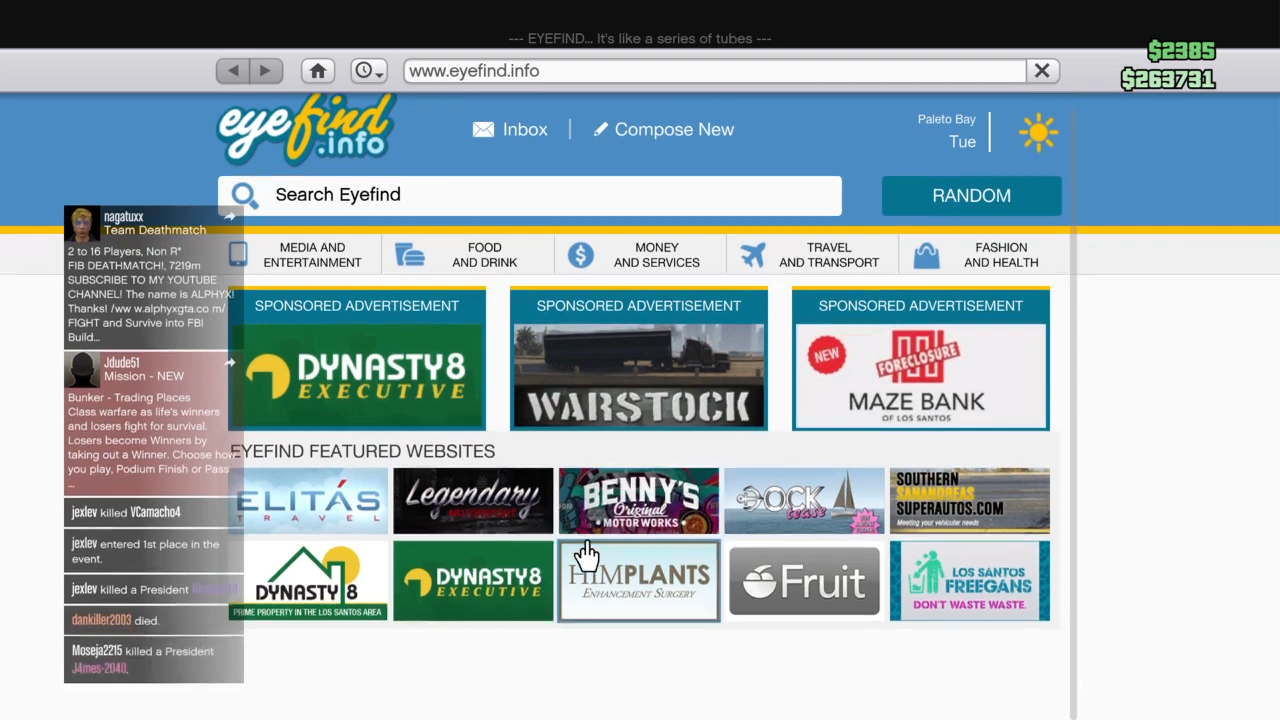 --- EYEFIND... It's like a series of tubes ---
$2385
$263731
www.eyefind.info
eyefind
.info
Inbox
Compose New
Paleto Bay
Tue
Search Eyefind
RANDOM
MEDIA AND
ENTERTAINMENT
FOOD
AND DRINK
MONEY
AND SERVICES
TRAVEL
AND TRANSPORT
FASHION
AND HEALTH
nagatuxx
Team Deathmatch
2 to 16 Players, Non R*
FIB DEATHMATCH!, 7219m
SUBSCRIBE TO MY YOUTUBE
CHANNEL! The name is ALPHYX!
Thanks! /ww w.alphyxgta.co m/
FIGHT and Survive into FBI
Build...
Jdude51
Mission - NEW
Bunker - Trading Places
Class warfare as life's winners
and losers fight for survival.
Losers become Winners by
taking out a Winner. Choose how
you play, Podium Finish or Pass
...
jexlev killed VCamacho4
jexlev entered 1st place in the
event.
jexlev killed a President
dankiller2003 died.
Moseja2215 killed a President
J4mes-2040.
SPONSORED ADVERTISEMENT
DYNASTY 8
EXECUTIVE
SPONSORED ADVERTISEMENT
WARSTOCK
SPONSORED ADVERTISEMENT
NEW
FORECLOSURE
MAZE BANK
OF LOS SANTOS
EYEFIND FEATURED WEBSITES
ELITÁS
TRAVEL
Legendary
MOTORSPORT
BENNY'S
Original
MOTOR WORKS
DOCK
tease
SOUTHERN
SANANDREAS
SUPERAUTOS.COM
Meeting your vehicular needs
DYNASTY 8
PRIME PROPERTY IN THE LOS SANTOS AREA
DYNASTY 8
EXECUTIVE
HIMPLANTS
ENHANCEMENT SURGERY
Fruit
LOS SANTOS
FREEGANS
DON'T WASTE WASTE.